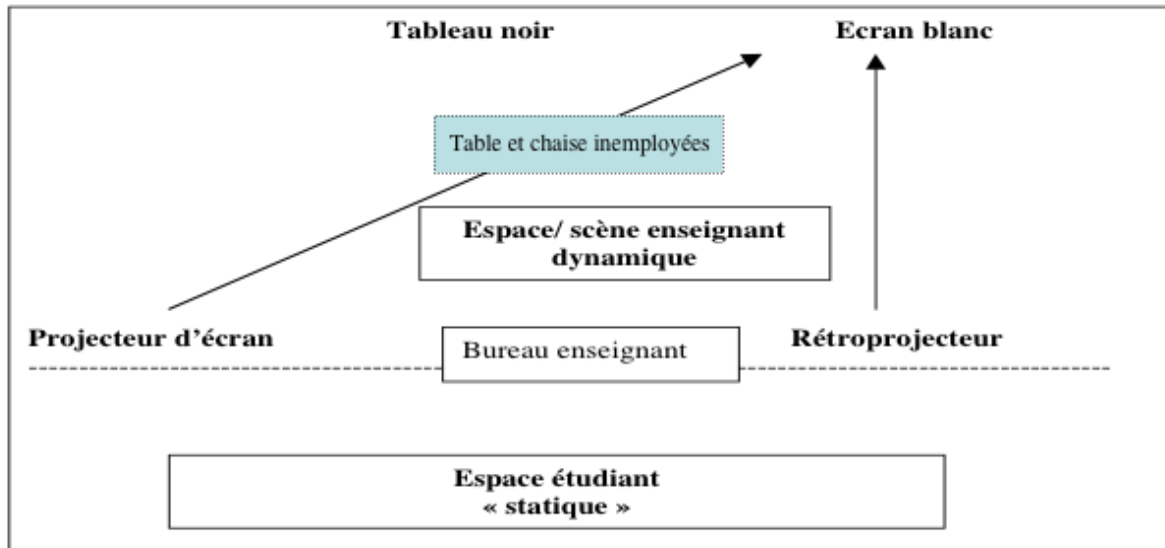 Tableau noir
Ecran blanc
Table et chaise inemployées
Espace/ scène enseignant
dynamique
Projecteur d’écran
Bureau enseignant
Rétroprojecteur
Espace étudiant
« statique »